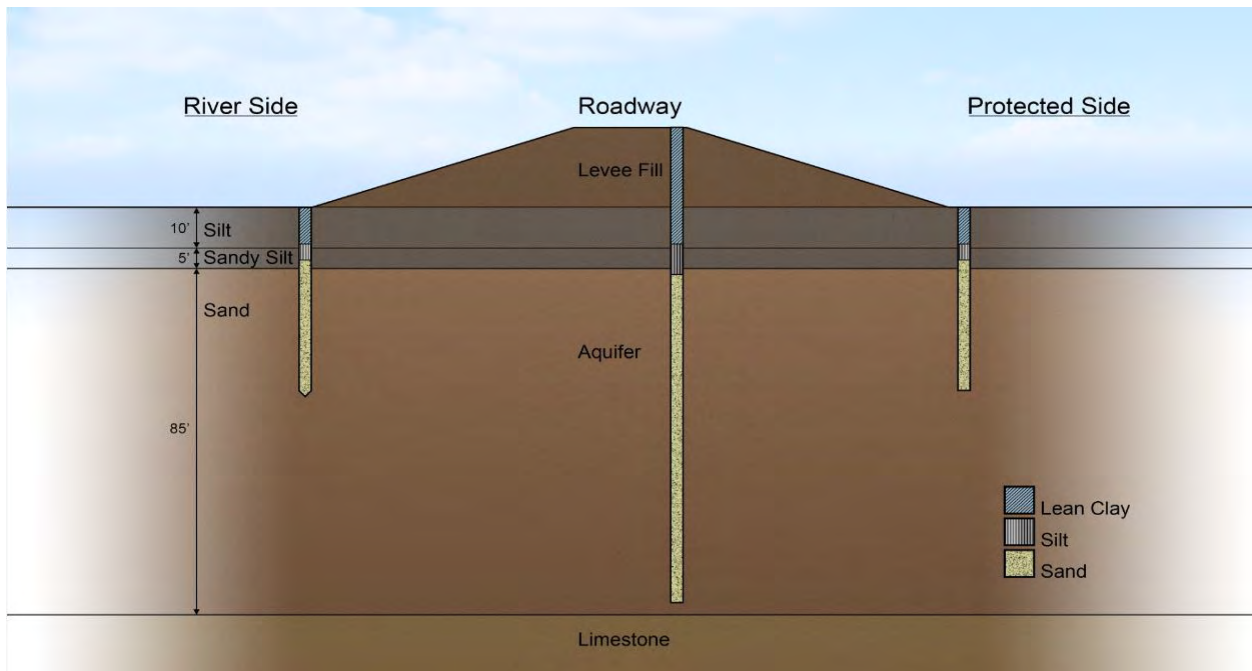 River Side
Roadway
Protected Side
Levee Fill
10'
Silt
5'
Sandy Silt
Sand
Aquifer
85'
Lean Clay
Silt
Sand
Limestone